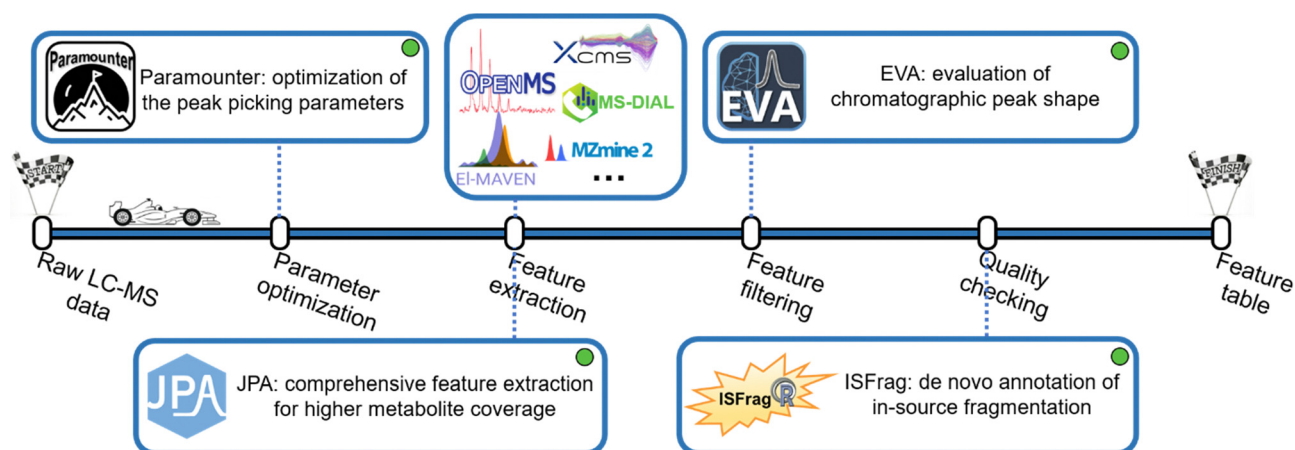 Paramounter
Paramounter: optimization of
the peak picking parameters
XCMS
OPENMS
MS-DIAL
MZmine 2
El-MAVEN
...
EVA
EVA: evaluation of
chromatographic peak shape
START
FINISH
Raw LC-MS
data
Parameter
optimization
Feature
extraction
Feature
filtering
Quality
checking
Feature
table
JPA
JPA: comprehensive feature extraction
for higher metabolite coverage
ISFrag R
ISFrag: de novo annotation of
in-source fragmentation